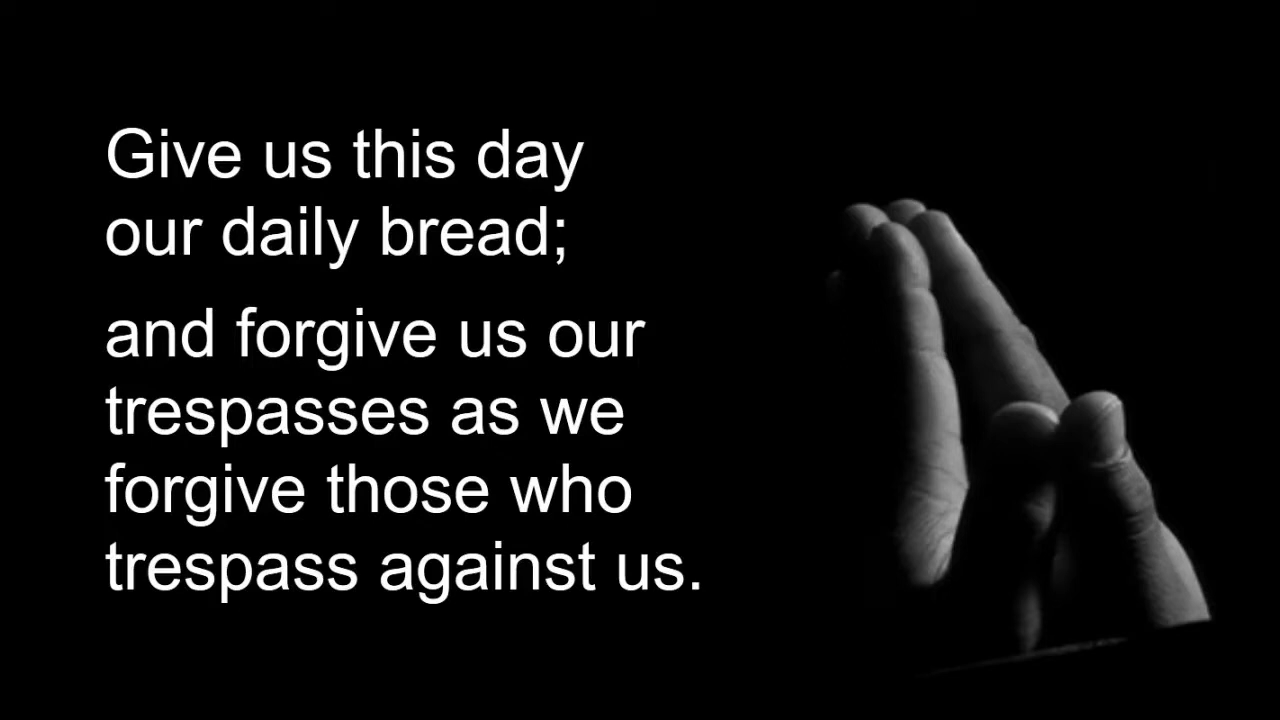 Give us this day
our daily bread;
and forgive us our
trespasses as we
forgive those who
trespass against us.